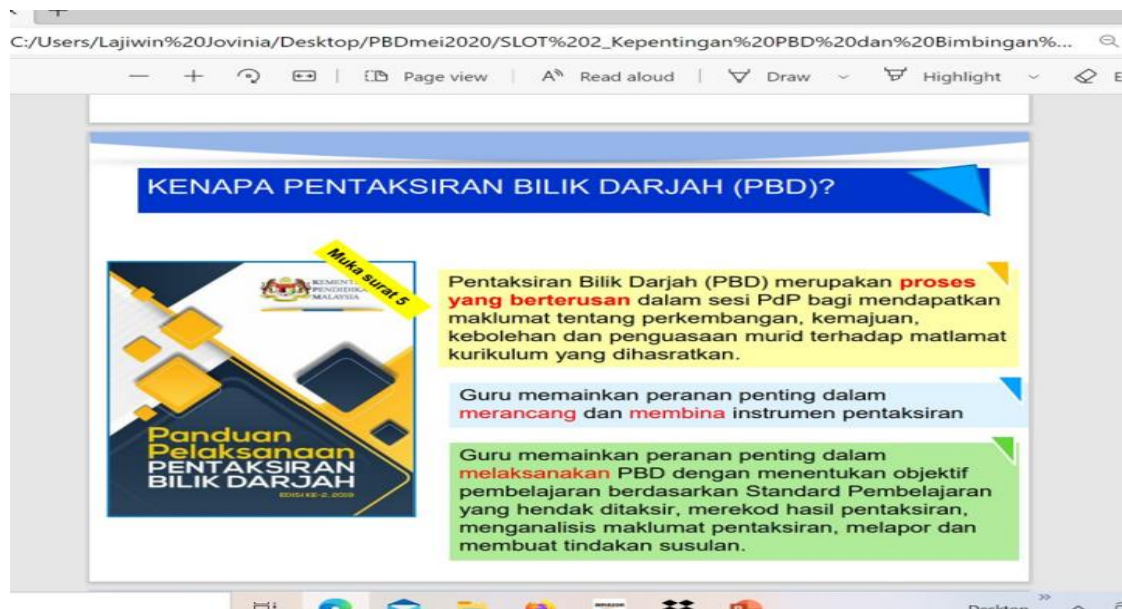 C:/Users/Lajiwin%20Jovinia/Desktop/PBDmei2020/SLOT%202_Kepentingan%20PBD%20dan%20Bimbingan%...
Page view
Read aloud
Draw
Highlight
KENAPA PENTAKSIRAN BILIK DARJAH (PBD)?
Muka surat 5
PENDIDIKA
MALAYSIA
Panduan
Pelaksanaan
PENTAKSIRAN
BILIK DARJAH
EDISI KE-2, 2019
Pentaksiran Bilik Darjah (PBD) merupakan proses
yang berterusan dalam sesi PdP bagi mendapatkan
maklumat tentang perkembangan, kemajuan,
kebolehan dan penguasaan murid terhadap matlamat
kurikulum yang dihasratkan.
Guru memainkan peranan penting dalam
merancang dan membina instrumen pentaksiran
Guru memainkan peranan penting dalam
melaksanakan PBD dengan menentukan objektif
pembelajaran berdasarkan Standard Pembelajaran
yang hendak ditaksir, merekod hasil pentaksiran,
menganalisis maklumat pentaksiran, melapor dan
membuat tindakan susulan.
amazon